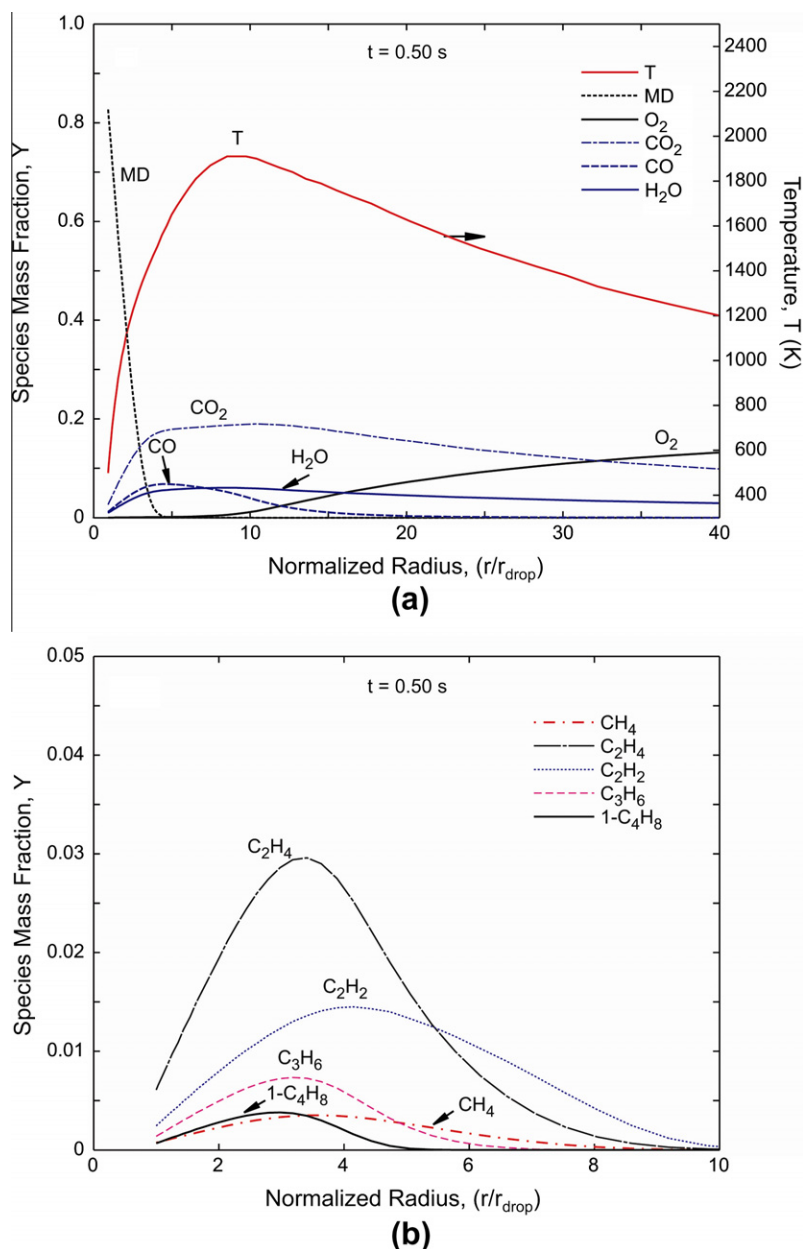 1.0
0.8
0.6
0.4
0.2
0
Species Mass Fraction, Y
t = 0.50 s
T
MD
O2
CO2
CO
H2O
MD
T
CO2
CO
H2O
O2
2400
2200
2000
1800
1600
1400
1200
1000
800
600
400
Temperature, T (K)
0 10 20 30 40
Normalized Radius, (r/rdrop)
(a)
0.05
0.04
0.03
0.02
0.01
0
Species Mass Fraction, Y
t = 0.50 s
CH4
C2H4
C2H2
C3H6
1-C4H8
C2H4
C2H2
C3H6
1-C4H8
CH4
0 2 4 6 8 10
Normalized Radius, (r/rdrop)
(b)